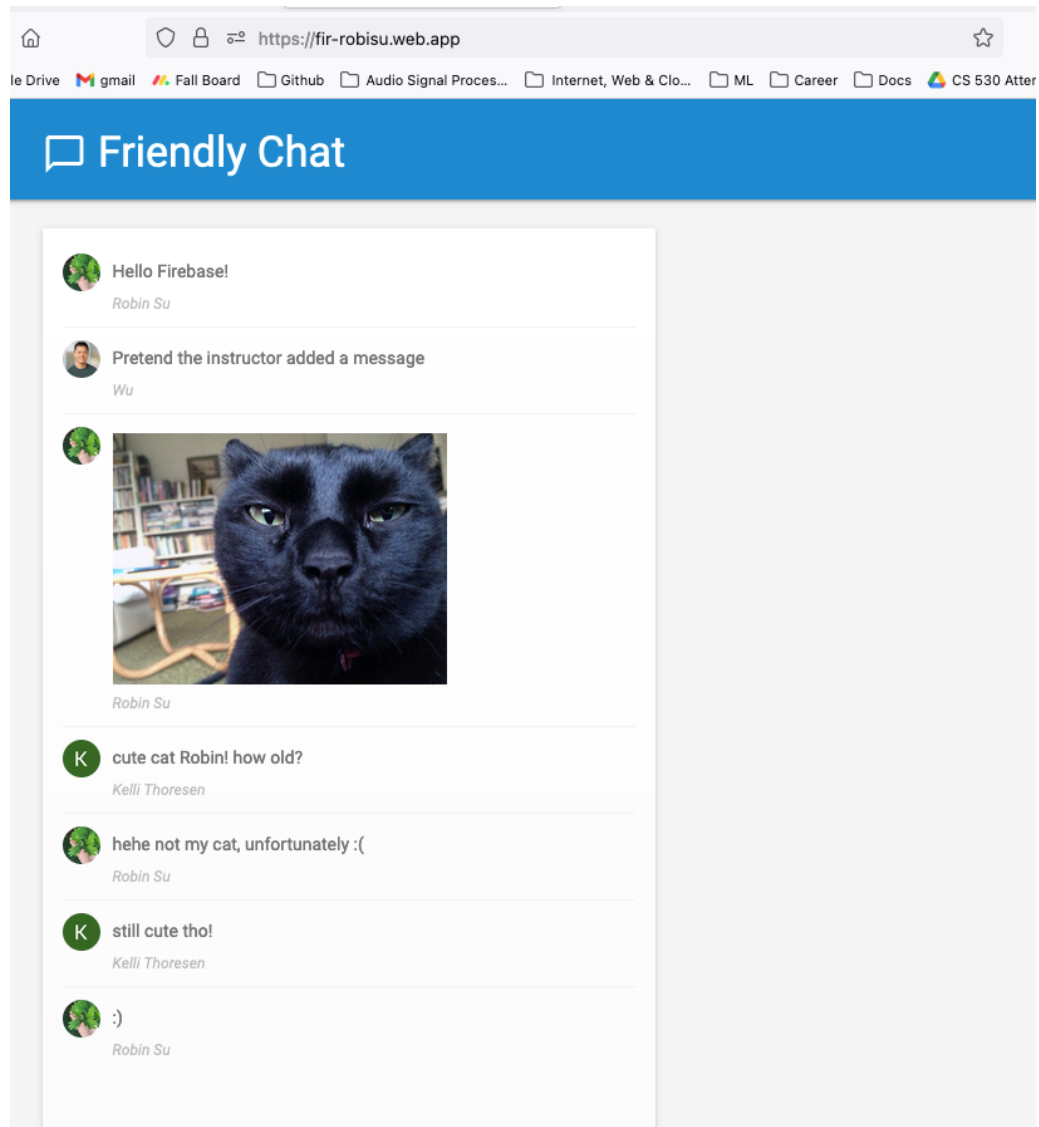 https://fir-robisu.web.app
le Drive gmail Fall Board Github Audio Signal Proces... Internet, Web & Clo... ML Career Docs CS 530 Atter
Friendly Chat
Hello Firebase!
Robin Su
Pretend the instructor added a message
Wu
Robin Su
K cute cat Robin! how old?
Kelli Thoresen
hehe not my cat, unfortunately :(
Robin Su
K still cute tho!
Kelli Thoresen
:)
Robin Su